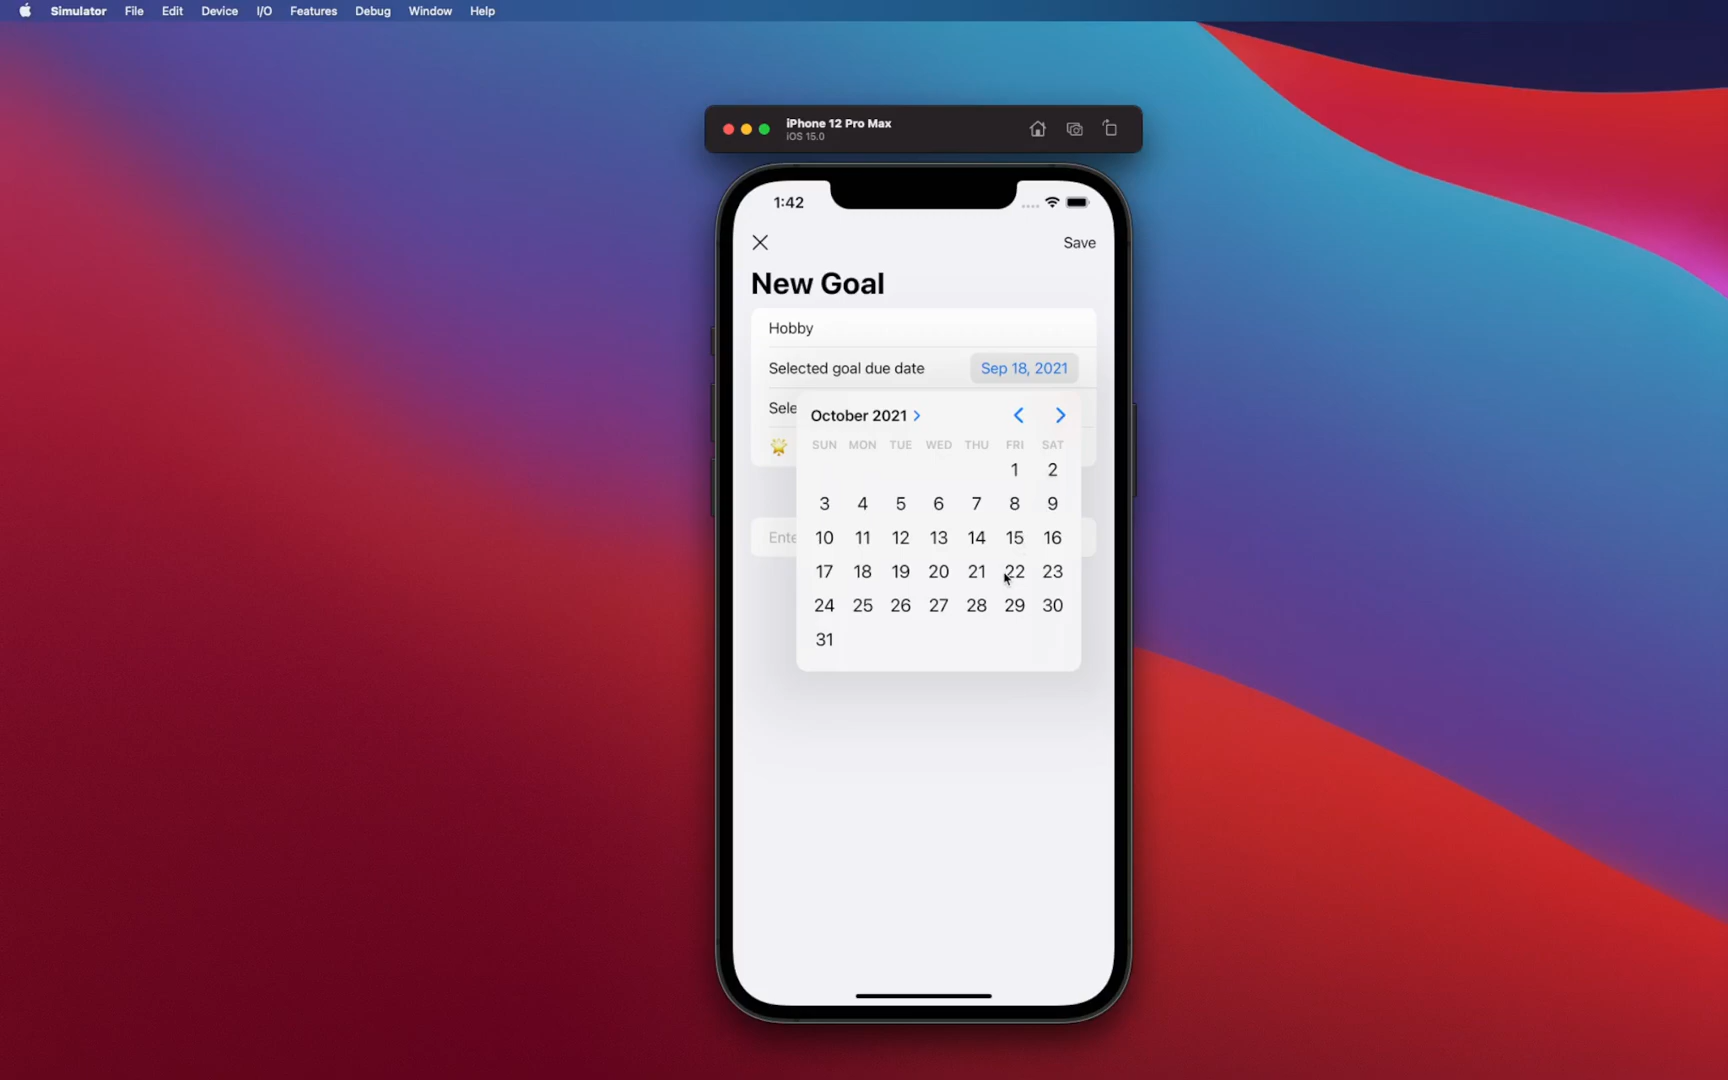 Simulator File Edit Device I/O Features Debug Window Help
iPhone 12 Pro Max
iOS 15.0
1:42
Save
New Goal
Hobby
Selected goal due date Sep 18, 2021
Sele
October 2021
SUN MON TUE WED THU FRI SAT
1 2
3 4 5 6 7 8 9
10 11 12 13 14 15 16
Ente
17 18 19 20 21 22 23
24 25 26 27 28 29 30
31